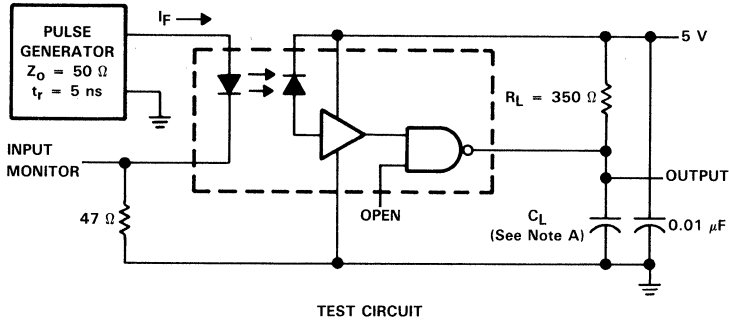 I_F
PULSE
GENERATOR
Z_o = 50 Ω
t_r = 5 ns
5 V
R_L = 350 Ω
INPUT
MONITOR
OUTPUT
47 Ω
OPEN
C_L
(See Note A)
0.01 μF
TEST CIRCUIT